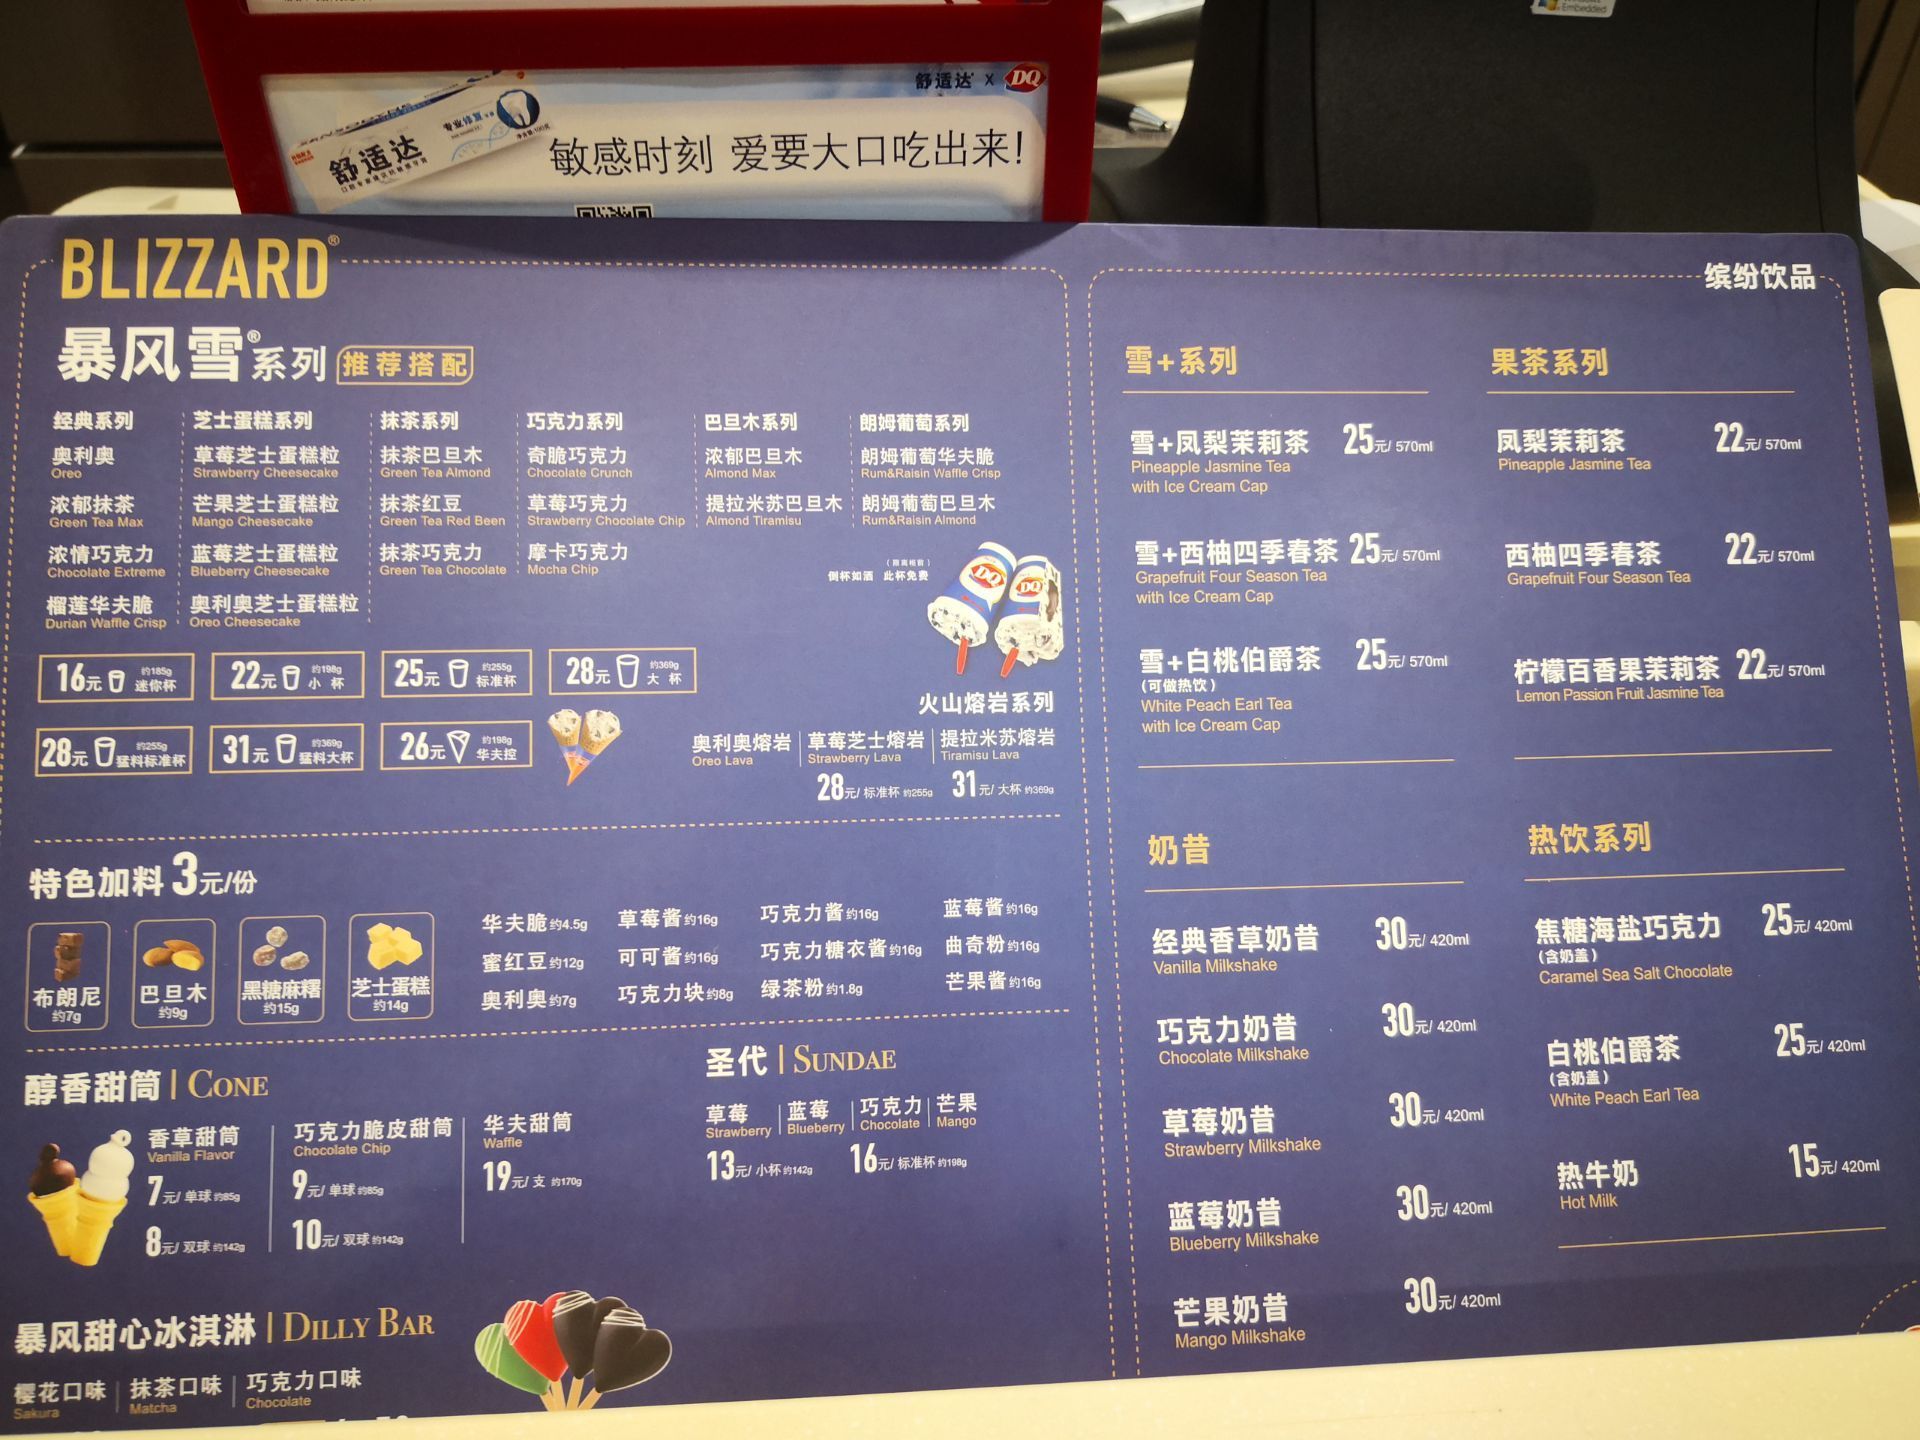 Embedded
舒适达 X DQ
专业修复
舒适达
敏感时刻 爱要大口吃出来!
BLIZZARD®
暴风雪®系列 推荐搭配
经典系列
奥利奥
Oreo
浓郁抹茶
Green Tea Max
浓情巧克力
Chocolate Extreme
榴莲华夫脆
Durian Waffle Crisp
芝士蛋糕系列
草莓芝士蛋糕粒
Strawberry Cheesecake
芒果芝士蛋糕粒
Mango Cheesecake
蓝莓芝士蛋糕粒
Blueberry Cheesecake
奥利奥芝士蛋糕粒
Oreo Cheesecake
抹茶系列
抹茶巴旦木
Green Tea Almond
抹茶红豆
Green Tea Red Been
抹茶巧克力
Green Tea Chocolate
巧克力系列
奇脆巧克力
Chocolate Crunch
草莓巧克力
Strawberry Chocolate Chip
摩卡巧克力
Mocha Chip
巴旦木系列
浓郁巴旦木
Almond Max
提拉米苏巴旦木
Almond Tiramisu
朗姆葡萄系列
朗姆葡萄华夫脆
Rum&Raisin Waffle Crisp
朗姆葡萄巴旦木
Rum&Raisin Almond
倒杯如洒 此杯免费
DQ DQ
16元 约185g 迷你杯
22元 约198g 小 杯
25元 约255g 标准杯
28元 约369g 大 杯
28元 约255g 猛料标准杯
31元 约369g 猛料大杯
26元 约198g 华夫控
火山熔岩系列
奥利奥熔岩
Oreo Lava
草莓芝士熔岩
Strawberry Lava
提拉米苏熔岩
Tiramisu Lava
28元/ 标准杯 约255g 31元/ 大杯 约369g
特色加料 3元/份
布朗尼
约7g
巴旦木
约9g
黑糖麻糬
约15g
芝士蛋糕
约14g
华夫脆约4.5g 草莓酱约16g 巧克力酱约16g 蓝莓酱约16g
蜜红豆约12g 可可酱约16g 巧克力糖衣酱约16g 曲奇粉约16g
奥利奥约7g 巧克力块约8g 绿茶粉约1.8g 芒果酱约16g
醇香甜筒 | CONE
香草甜筒
Vanilla Flavor
7元/ 单球 约85g
8元/ 双球 约142g
巧克力脆皮甜筒
Chocolate Chip
9元/ 单球 约85g
10元/ 双球 约142g
华夫甜筒
Waffle
19元/ 支 约170g
圣代 | SUNDAE
草莓
Strawberry
蓝莓
Blueberry
巧克力
Chocolate
芒果
Mango
13元/ 小杯 约142g 16元/ 标准杯 约198g
暴风甜心冰淇淋 | DILLY BAR
樱花口味
Sakura
抹茶口味
Matcha
巧克力口味
Chocolate
缤纷饮品
雪+系列
雪+凤梨茉莉茶 25元/ 570ml
Pineapple Jasmine Tea
with Ice Cream Cap
雪+西柚四季春茶 25元/ 570ml
Grapefruit Four Season Tea
with Ice Cream Cap
雪+白桃伯爵茶 25元/ 570ml
(可做热饮)
White Peach Earl Tea
with Ice Cream Cap
果茶系列
凤梨茉莉茶 22元/ 570ml
Pineapple Jasmine Tea
西柚四季春茶 22元/ 570ml
Grapefruit Four Season Tea
柠檬百香果茉莉茶 22元/ 570ml
Lemon Passion Fruit Jasmine Tea
奶昔
经典香草奶昔 30元/ 420ml
Vanilla Milkshake
巧克力奶昔 30元/ 420ml
Chocolate Milkshake
草莓奶昔 30元/ 420ml
Strawberry Milkshake
蓝莓奶昔 30元/ 420ml
Blueberry Milkshake
芒果奶昔 30元/ 420ml
Mango Milkshake
热饮系列
焦糖海盐巧克力 25元/ 420ml
(含奶盖)
Caramel Sea Salt Chocolate
白桃伯爵茶 25元/ 420ml
(含奶盖)
White Peach Earl Tea
热牛奶 15元/ 420ml
Hot Milk